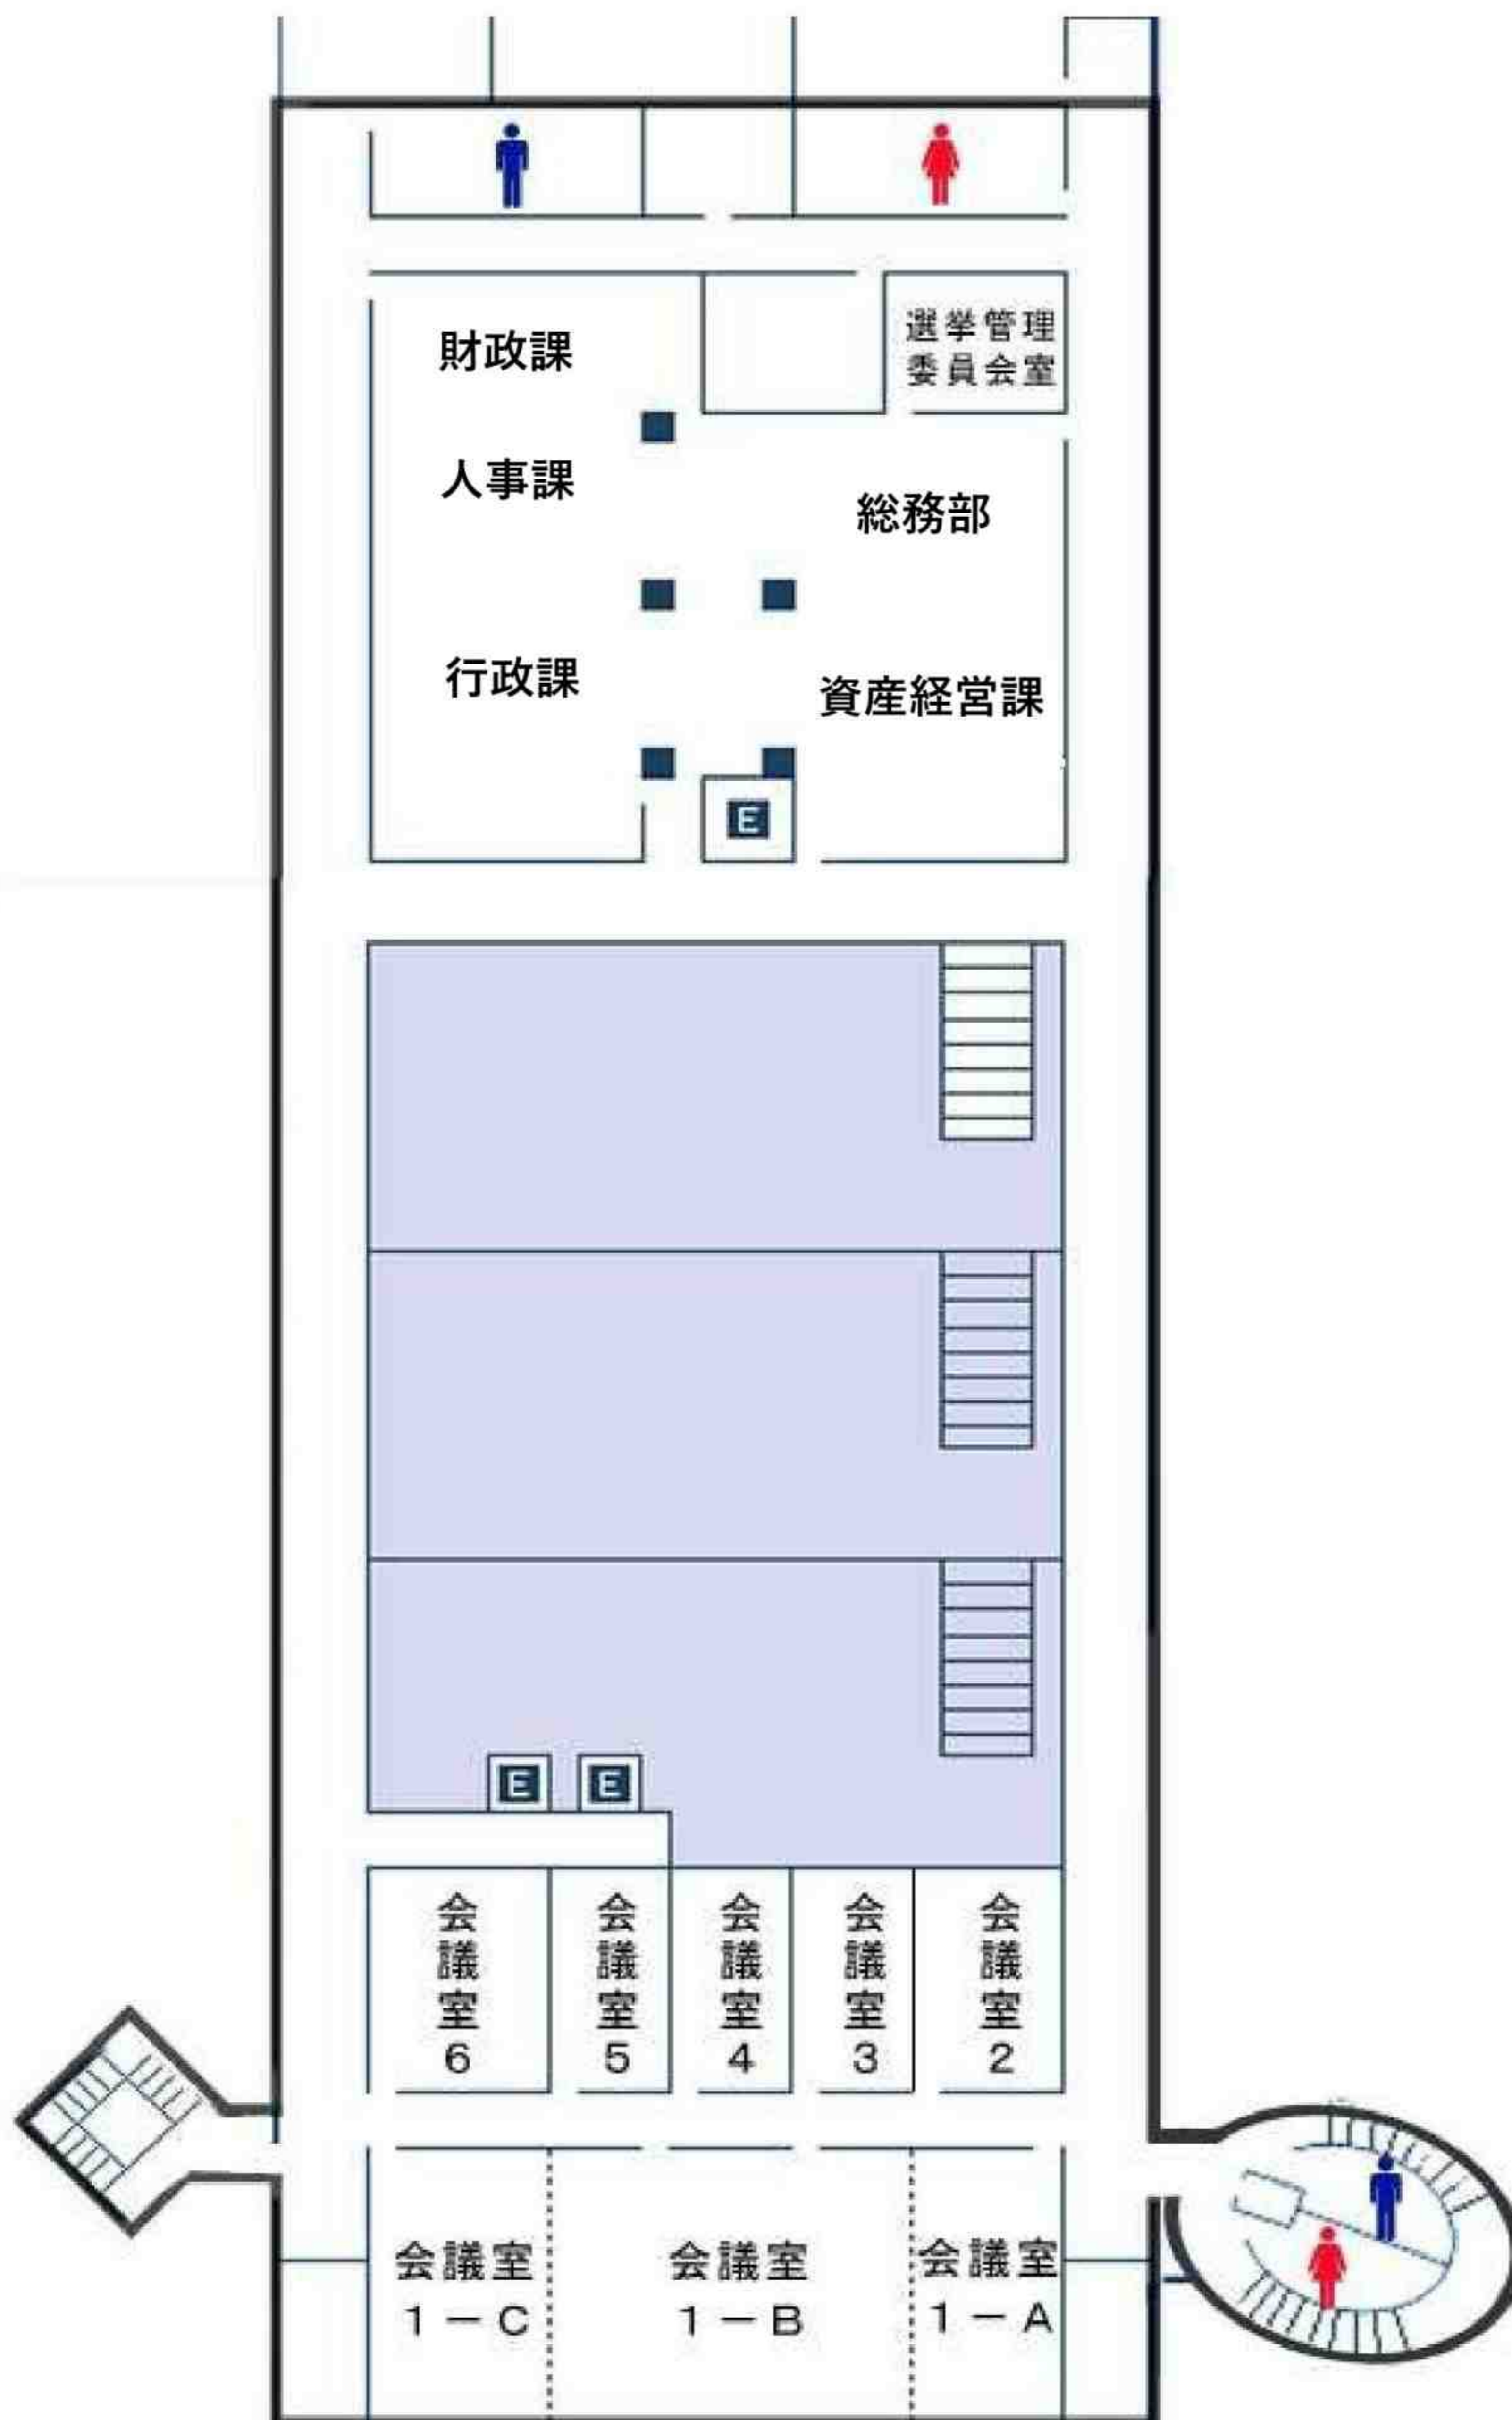 財政課
選挙管理
委員会室
人事課
総務部
行政課
資産経営課
E
E
E
会議室6
会議室5
会議室4
会議室3
会議室2
会議室
1－C
会議室
1－B
会議室
1－A